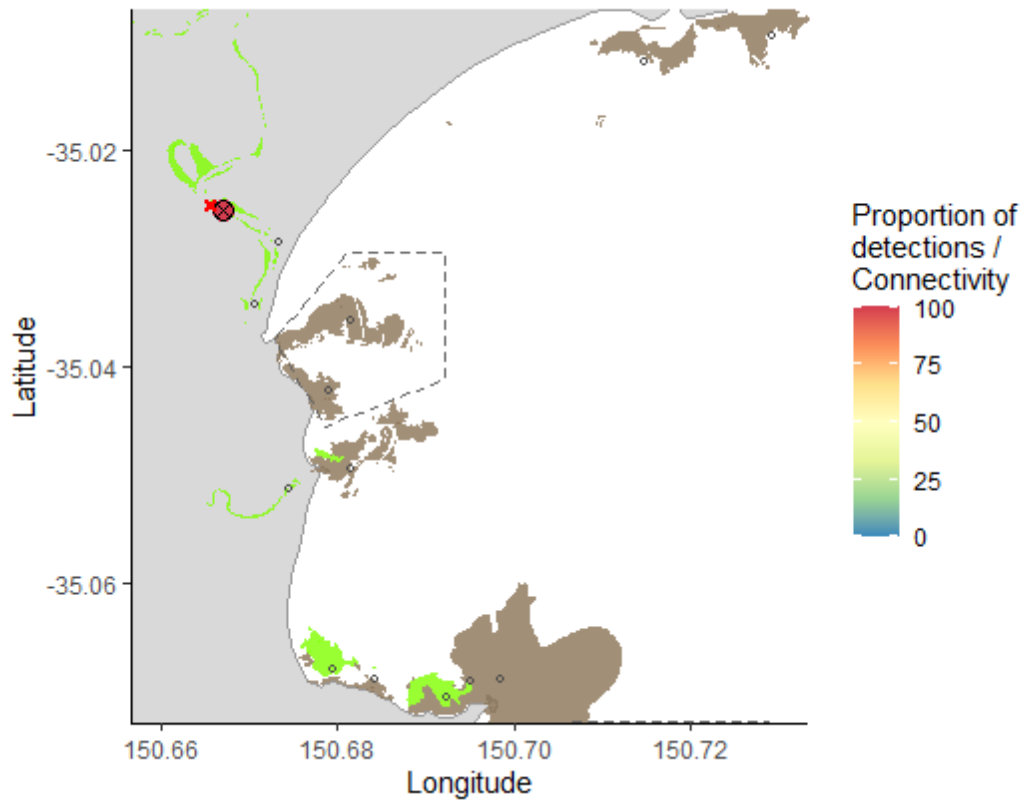 -35.02
-35.04
-35.06
Latitude
150.66
150.68
150.70
150.72
Longitude
Proportion of
detections /
Connectivity
100
75
50
25
0